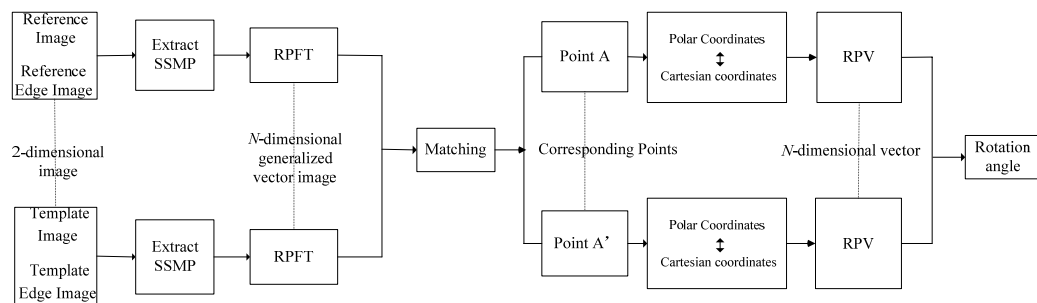 Reference
Image
Reference
Edge Image
Extract
SSMP
RPFT
2-dimensional
image
N-dimensional
generalized
vector image
Template
Image
Template
Edge Image
Extract
SSMP
RPFT
Matching
Point A
Polar Coordinates
Cartesian coordinates
RPV
Corresponding Points
N-dimensional vector
Point A’
Polar Coordinates
Cartesian coordinates
RPV
Rotation
angle